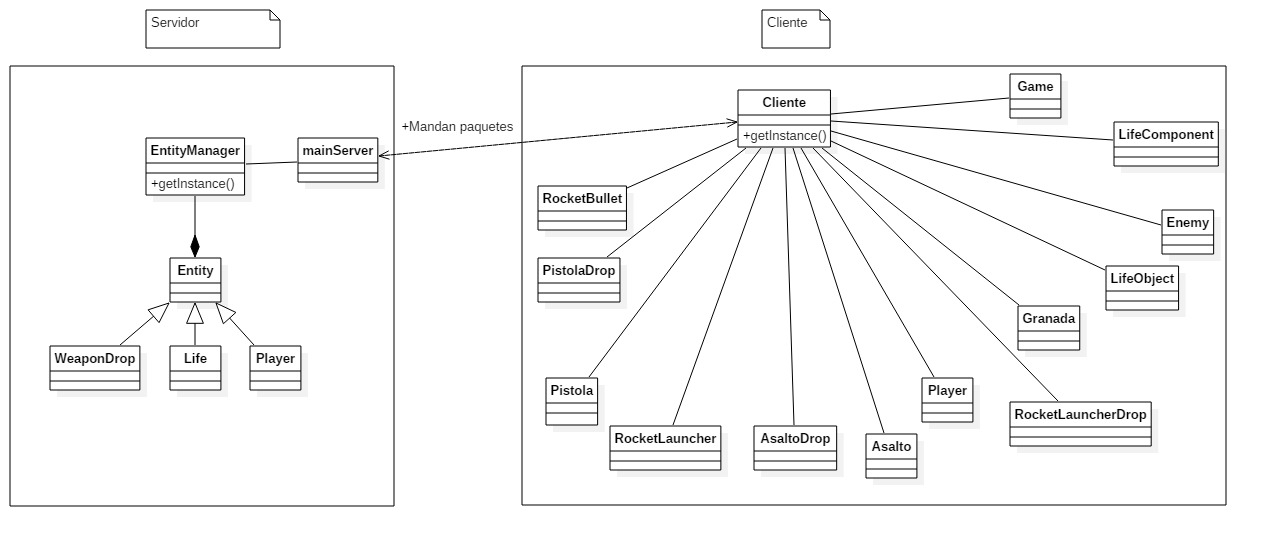 Servidor
Cliente
EntityManager
+getInstance()
mainServer
Entity
WeaponDrop
Life
Player
+Mandan paquetes
Cliente
+getInstance()
Game
LifeComponent
RocketBullet
Enemy
PistolaDrop
LifeObject
Granada
Pistola
Player
RocketLauncherDrop
RocketLauncher
AsaltoDrop
Asalto